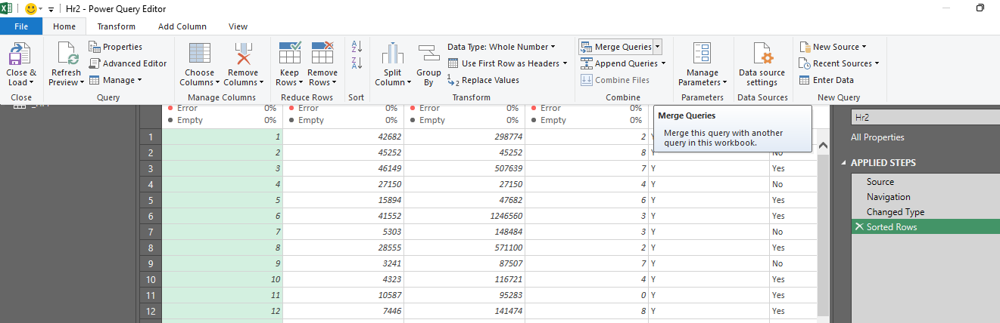 Hr2 - Power Query Editor
File Home Transform Add Column View
Close & Load
Refresh Preview
Properties
Advanced Editor
Manage
Choose Columns
Remove Columns
Keep Rows
Remove Rows
Split Column
Group By
Data Type: Whole Number
Use First Row as Headers
Replace Values
Merge Queries
Append Queries
Combine Files
Manage Parameters
Data source settings
New Source
Recent Sources
Enter Data
Close Query Manage Columns Reduce Rows Sort Transform Combine Parameters Data Sources New Query
Error 0% Error 0% Error 0% Error 0%
Empty 0% Empty 0% Empty 0% Empty 0%
Merge Queries
Merge this query with another
query in this workbook.
1 1 42682 298774 2 Y
2 2 45252 45252 8 Y No
3 3 46149 507639 7 Y Yes
4 4 27150 27150 4 Y No
5 5 15894 47682 6 Y Yes
6 6 41552 1246560 3 Y Yes
7 7 5303 148484 3 Y No
8 8 28555 571100 2 Y Yes
9 9 3241 87507 7 Y No
10 10 4323 116721 4 Y Yes
11 11 10587 95283 0 Y Yes
12 12 7446 141474 8 Y Yes
Hr2
All Properties
APPLIED STEPS
Source
Navigation
Changed Type
Sorted Rows